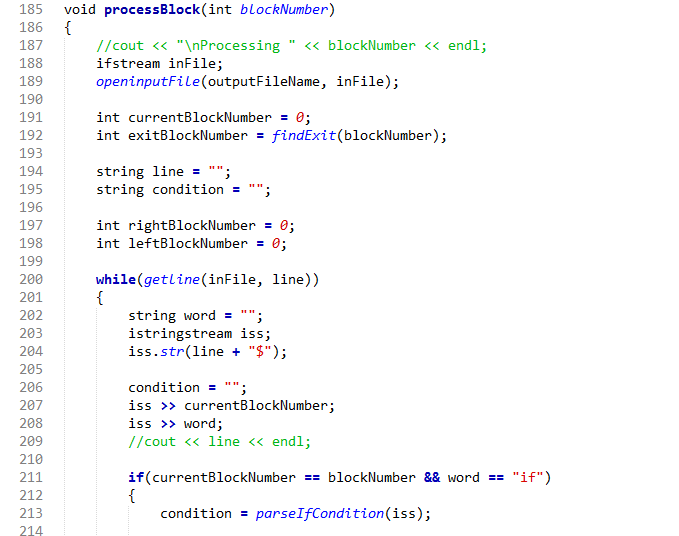 185 void processBlock(int blockNumber)
186 {
187 //cout << "\nProcessing " << blockNumber << endl;
188 ifstream inFile;
189 openinputFile(outputFileName, inFile);
190
191 int currentBlockNumber = 0;
192 int exitBlockNumber = findExit(blockNumber);
193
194 string line = "";
195 string condition = "";
196
197 int rightBlockNumber = 0;
198 int leftBlockNumber = 0;
199
200 while(getline(inFile, line))
201 {
202 string word = "";
203 istringstream iss;
204 iss.str(line + "$");
205
206 condition = "";
207 iss >> currentBlockNumber;
208 iss >> word;
209 //cout << line << endl;
210
211 if(currentBlockNumber == blockNumber && word == "if")
212 {
213 condition = parseIfCondition(iss);
214